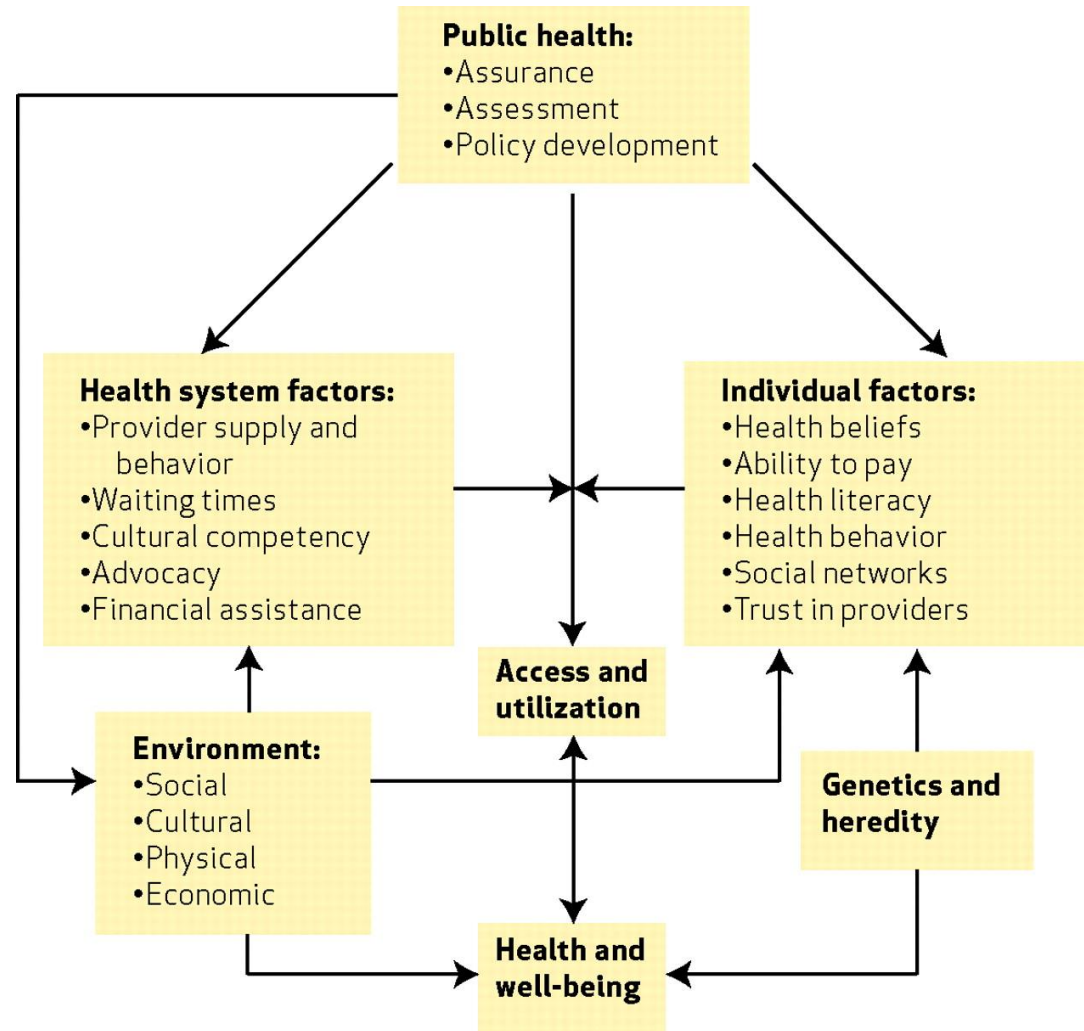 Public health:
•Assurance
•Assessment
•Policy development
Health system factors:
•Provider supply and
behavior
•Waiting times
•Cultural competency
•Advocacy
•Financial assistance
Individual factors:
•Health beliefs
•Ability to pay
•Health literacy
•Health behavior
•Social networks
•Trust in providers
Access and
utilization
Environment:
•Social
•Cultural
•Physical
•Economic
Genetics and
heredity
Health and
well-being